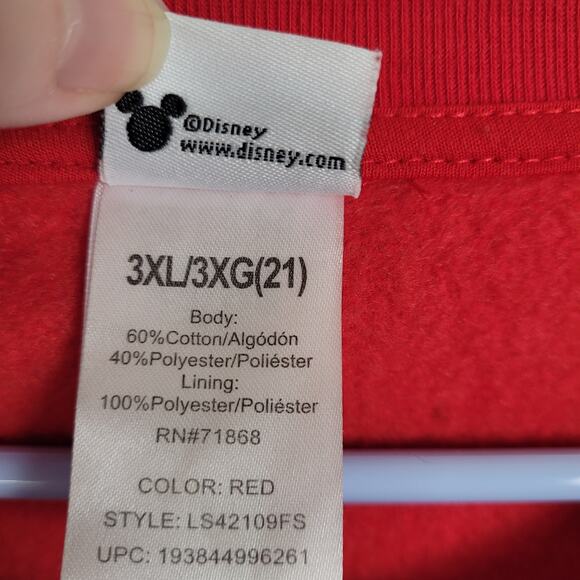 ©Disney
www.disney.com
3XL/3XG(21)
Body:
60%Cotton/Algódón
40%Polyester/Poliéster
Lining:
100%Polyester/Poliéster
RN#71868
COLOR: RED
STYLE: LS42109FS
UPC: 193844996261